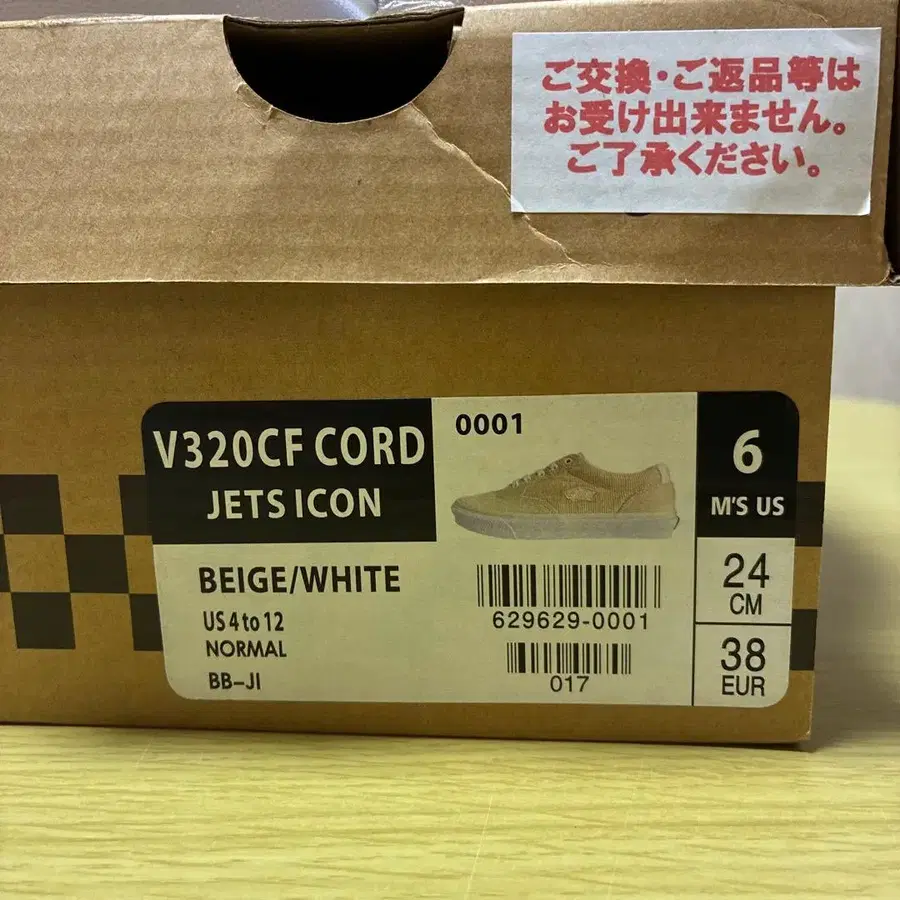 ご交換・ご返品等は
お受け出来ません。
ご了承ください。
V320CF CORD
JETS ICON
0001
6
M'S US
BEIGE/WHITE
US 4 to 12
NORMAL
BB-JI
629629-0001
017
24
CM
38
EUR